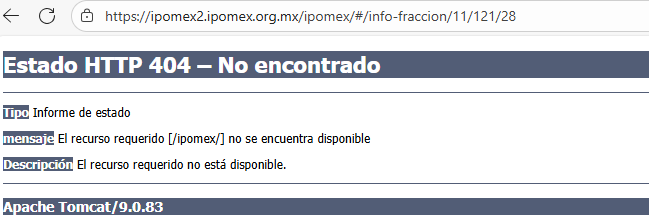 https://ipomex2.ipomex.org.mx/ipomex/#/info-fraccion/11/121/28
Estado HTTP 404 – No encontrado
Tipo Informe de estado
mensaje El recurso requerido [/ipomex/] no se encuentra disponible
Descripción El recurso requerido no está disponible.
Apache Tomcat/9.0.83